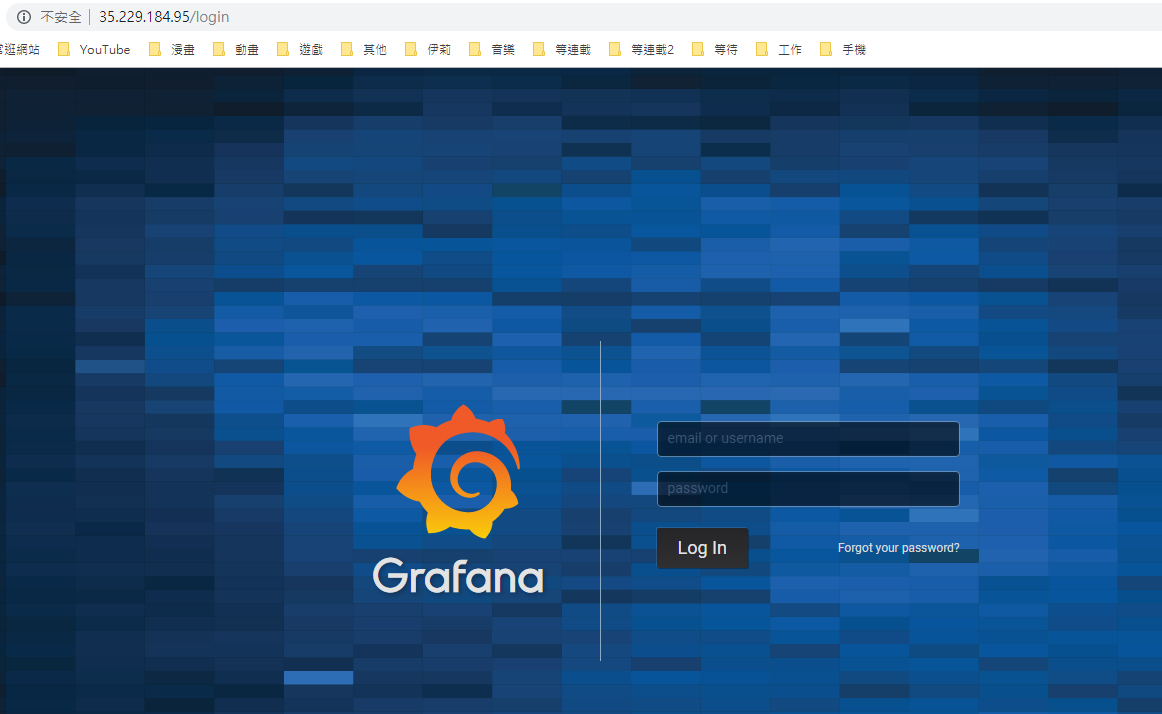 不安全 35.229.184.95/login
逛網站 YouTube 漫畫 動畫 遊戲 其他 伊莉 音樂 等連載 等連載2 等待 工作 手機
email or username
password
Log In Forgot your password?
Grafana